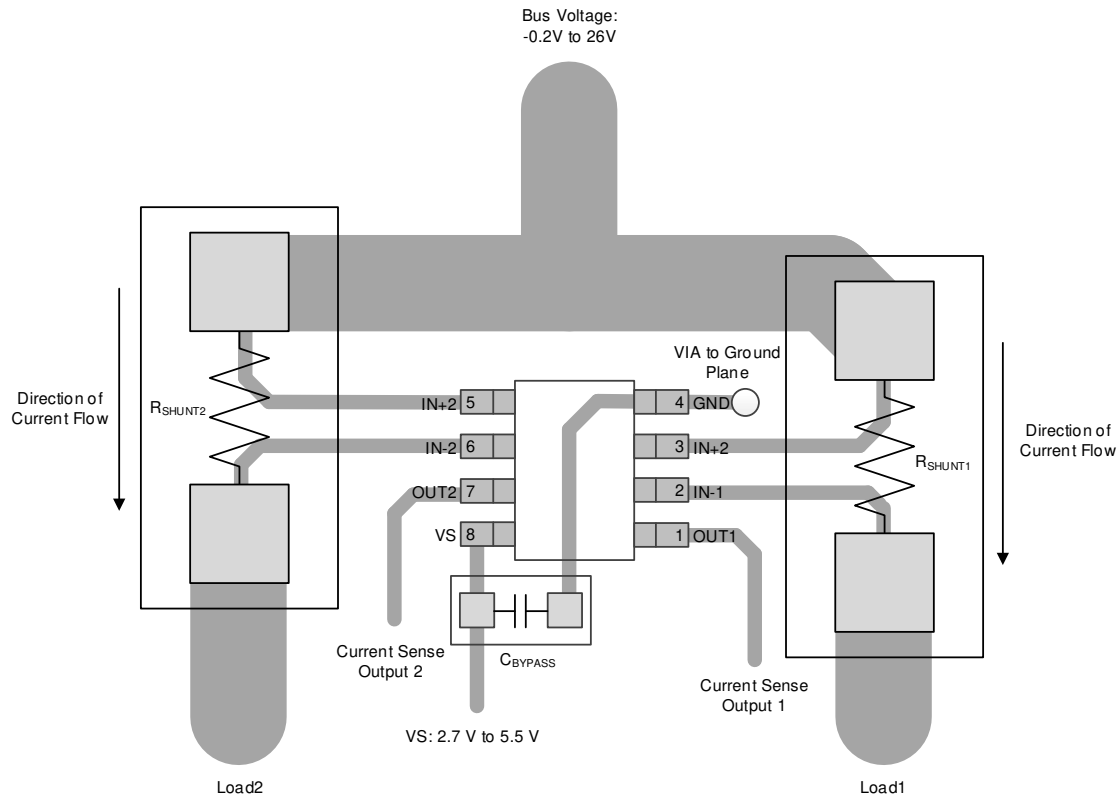 Bus Voltage:
-0.2V to 26V
VIA to Ground
Plane
Direction of
Current Flow
RSHUNT2
IN+2 5
4 GND
IN-2 6
3 IN+2
RSHUNT1
Direction of
Current Flow
OUT2 7
2 IN-1
VS 8
1 OUT1
Current Sense
Output 2
CBYPASS
Current Sense
Output 1
VS: 2.7 V to 5.5 V
Load2
Load1